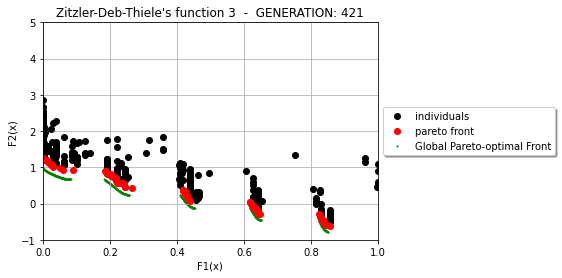 Zitzler-Deb-Thiele's function 3 - GENERATION: 421
5
4
3
2
1
0
−1
F2(x)
0.0 0.2 0.4 0.6 0.8 1.0
F1(x)
individuals
pareto front
Global Pareto-optimal Front